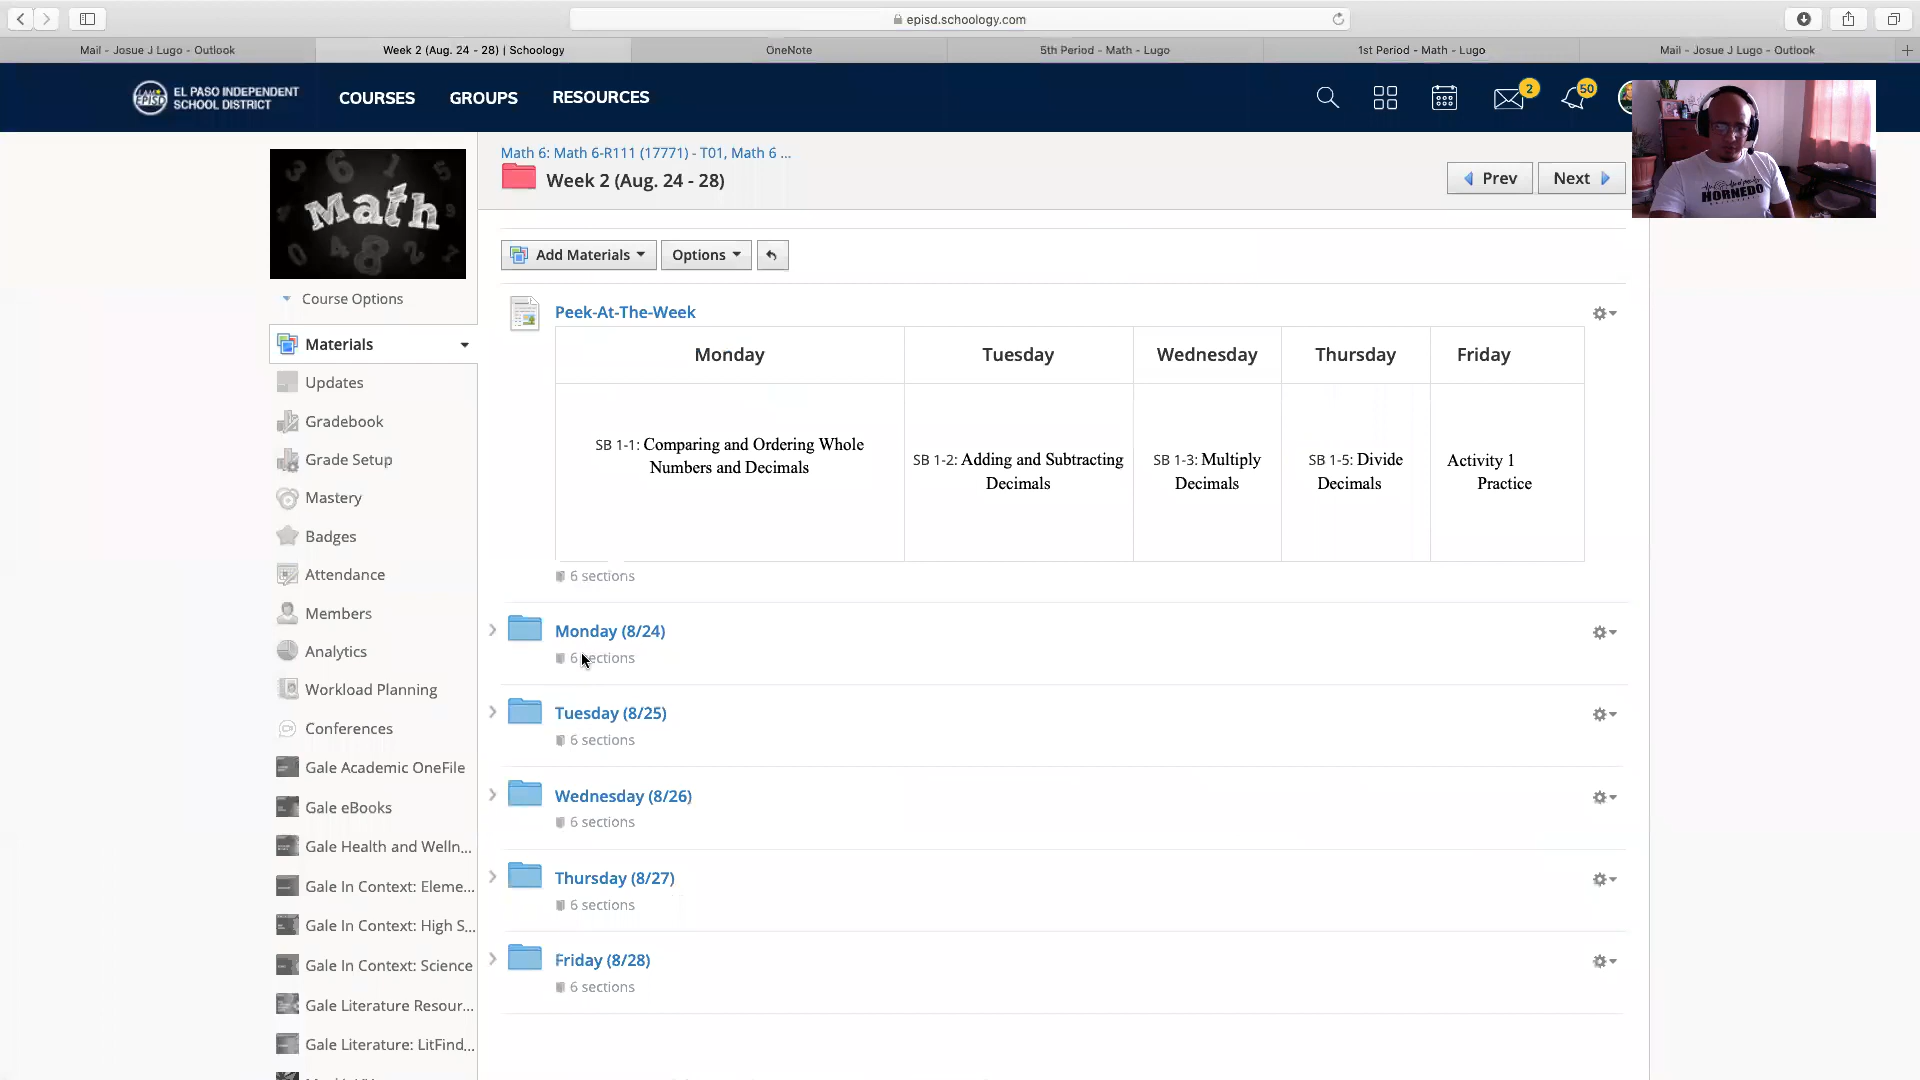 episd.schoology.com
Mail - Josue J Lugo - Outlook
Week 2 (Aug. 24 - 28) | Schoology
OneNote
5th Period - Math - Lugo
1st Period - Math - Lugo
Mail - Josue J Lugo - Outlook
EPISD
EL PASO INDEPENDENT
SCHOOL DISTRICT
COURSES
GROUPS
RESOURCES
2
50
HORNEDO
Math
Math 6: Math 6-R111 (17771) - T01, Math 6 ...
Week 2 (Aug. 24 - 28)
Prev
Next
Add Materials
Options
Course Options
Materials
Updates
Gradebook
Grade Setup
Mastery
Badges
Attendance
Members
Analytics
Workload Planning
Conferences
Gale Academic OneFile
Gale eBooks
Gale Health and Welln...
Gale In Context: Eleme...
Gale In Context: High S...
Gale In Context: Science
Gale Literature Resour...
Gale Literature: LitFind...
Peek-At-The-Week
Monday
Tuesday
Wednesday
Thursday
Friday
SB 1-1: Comparing and Ordering Whole
Numbers and Decimals
SB 1-2: Adding and Subtracting
Decimals
SB 1-3: Multiply
Decimals
SB 1-5: Divide
Decimals
Activity 1
Practice
6 sections
Monday (8/24)
6 sections
Tuesday (8/25)
6 sections
Wednesday (8/26)
6 sections
Thursday (8/27)
6 sections
Friday (8/28)
6 sections